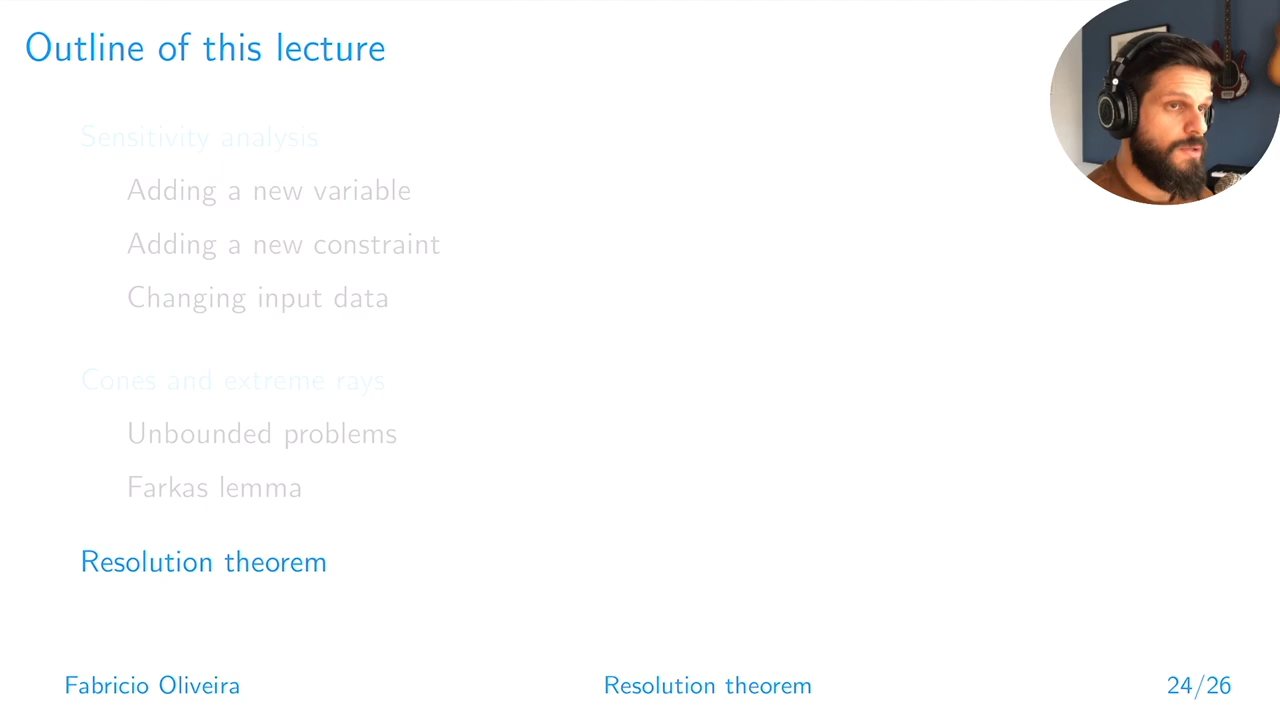 Outline of this lecture
Sensitivity analysis
Adding a new variable
Adding a new constraint
Changing input data
Cones and extreme rays
Unbounded problems
Farkas lemma
Resolution theorem
Fabricio Oliveira
Resolution theorem
24/26